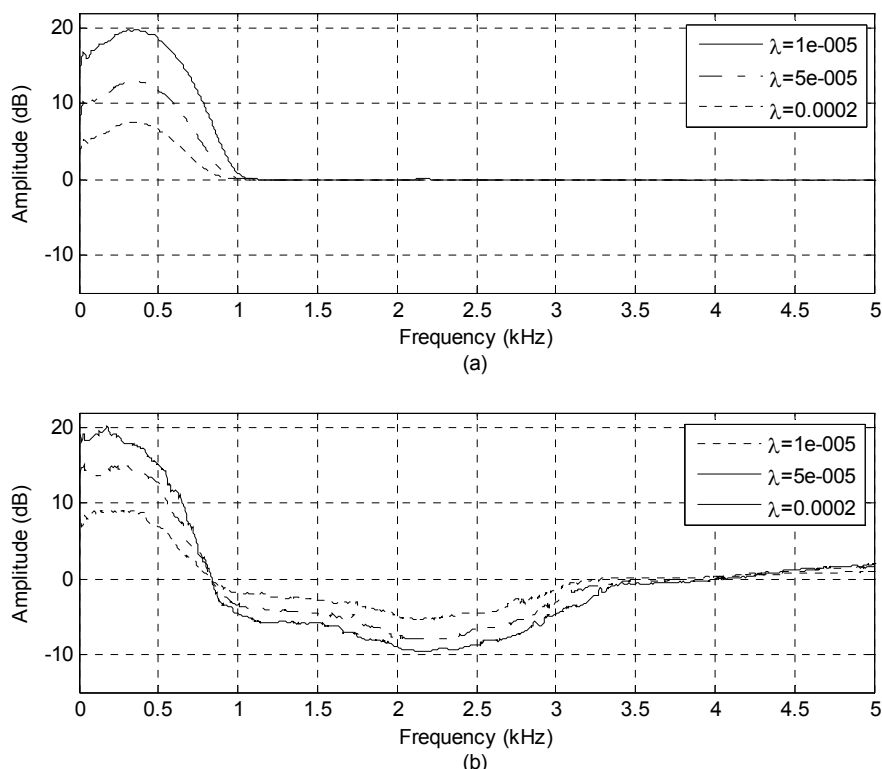 20
10
0
-10
Amplitude (dB)
λ=1e-005
λ=5e-005
λ=0.0002
0 0.5 1 1.5 2 2.5 3 3.5 4 4.5 5
Frequency (kHz)
(a)
20
10
0
-10
Amplitude (dB)
λ=1e-005
λ=5e-005
λ=0.0002
0 0.5 1 1.5 2 2.5 3 3.5 4 4.5 5
Frequency (kHz)
(b)